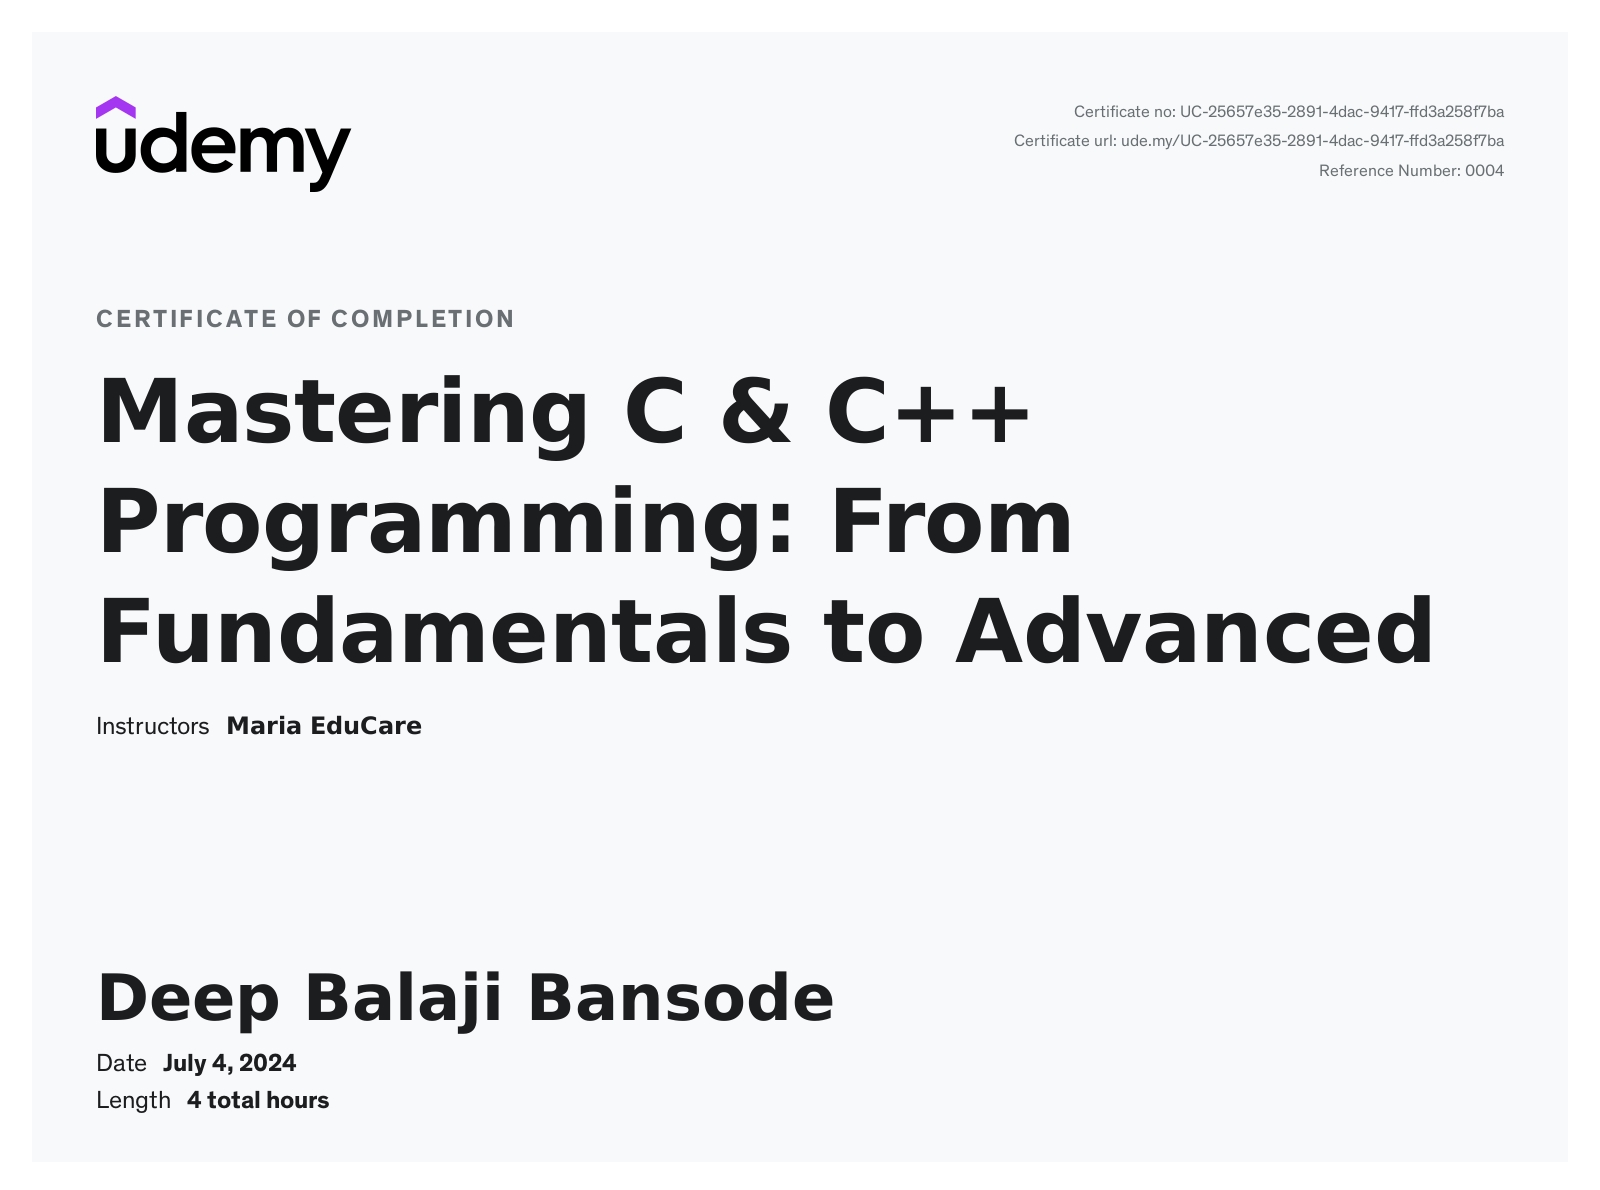 udemy
Certificate no: UC-25657e35-2891-4dac-9417-ffd3a258f7ba
Certificate url: ude.my/UC-25657e35-2891-4dac-9417-ffd3a258f7ba
Reference Number: 0004
CERTIFICATE OF COMPLETION
Mastering C & C++
Programming: From
Fundamentals to Advanced
Instructors Maria EduCare
Deep Balaji Bansode
Date July 4, 2024
Length 4 total hours